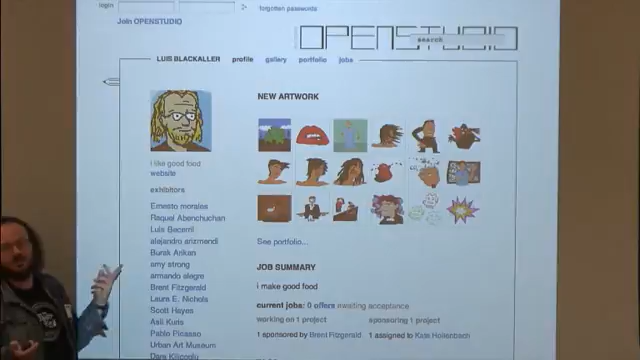 login
forgotten passwords
Join OPENSTUDIO
OPENSTUDIO
SEARCH
LUIS BLACKALLER profile gallery portfolio jobs
NEW ARTWORK
i like good food
website
exhibitors
Ernesto morales
Raquel Abenchuchan
Luis Becerril
alejandro arizmendi
Burak Arikan
amy strong
armando alegre
Brent Fitzgerald
Laura E. Nichols
Scott Hayes
Asli Kuris
Pablo Picasso
Urban Art Museum
See portfolio...
JOB SUMMARY
i make good food
current jobs: 0 offers awaiting acceptance
working on 1 project sponsoring 1 project
1 sponsored by Brent Fitzgerald 1 assigned to Kate Hollenbach